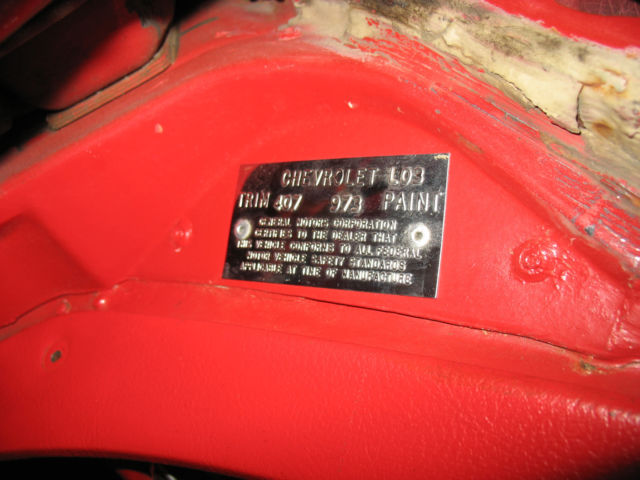 CHEVROLET L03
TRIM 407 973 PAINT
GENERAL MOTORS CORPORATION
CERTIFIES TO THE DEALER THAT
THIS VEHICLE CONFORMS TO ALL FEDERAL
MOTOR VEHICLE SAFETY STANDARDS
APPLICABLE AT TIME OF MANUFACTURE